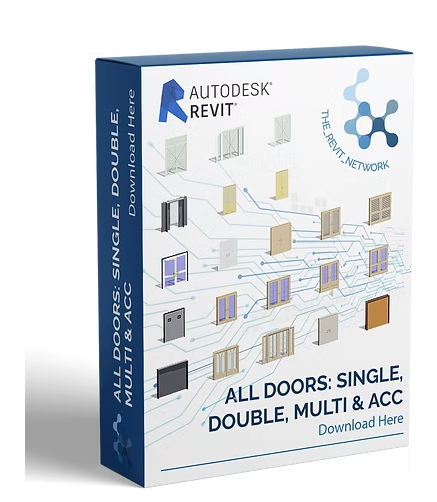 AUTODESK®
REVIT®
THE_REVIT_NETWORK
ALL DOORS: SINGLE, DOUBLE,
MULTI & ACC
Download Here
ALL DOORS: SINGLE,
DOUBLE, MULTI & ACC
Download Here